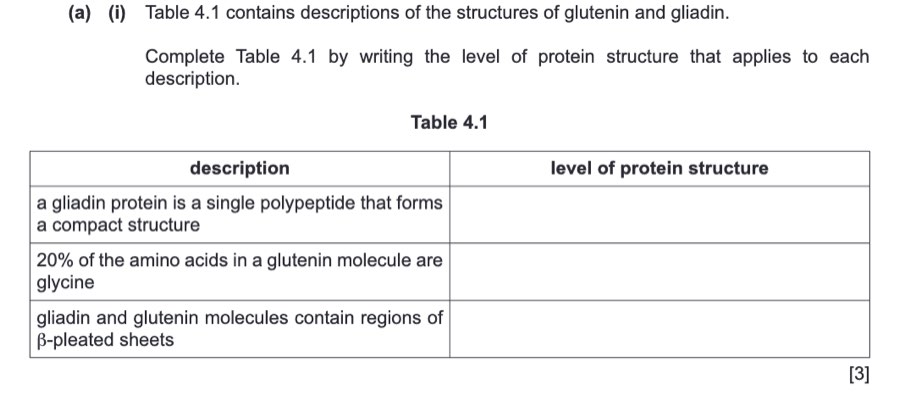 (a) (i) Table 4.1 contains descriptions of the structures of glutenin and gliadin.
Complete Table 4.1 by writing the level of protein structure that applies to each
description.
Table 4.1
description level of protein structure
a gliadin protein is a single polypeptide that forms
a compact structure
20% of the amino acids in a glutenin molecule are
glycine
gliadin and glutenin molecules contain regions of
β-pleated sheets
[3]